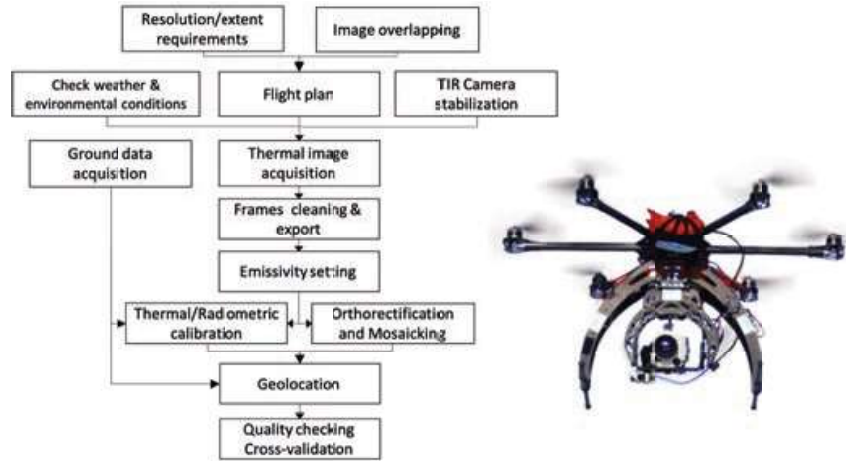 Resolution/extent
requirements
Image overlapping
Check weather &
environmental conditions
Flight plan
TIR Camera
stabilization
Ground data
acquisition
Thermal image
acquisition
Frames cleaning &
export
Emissivity setting
Thermal/Radiometric
calibration
Orthorectification
and Mosaicking
Geolocation
Quality checking
Cross-validation